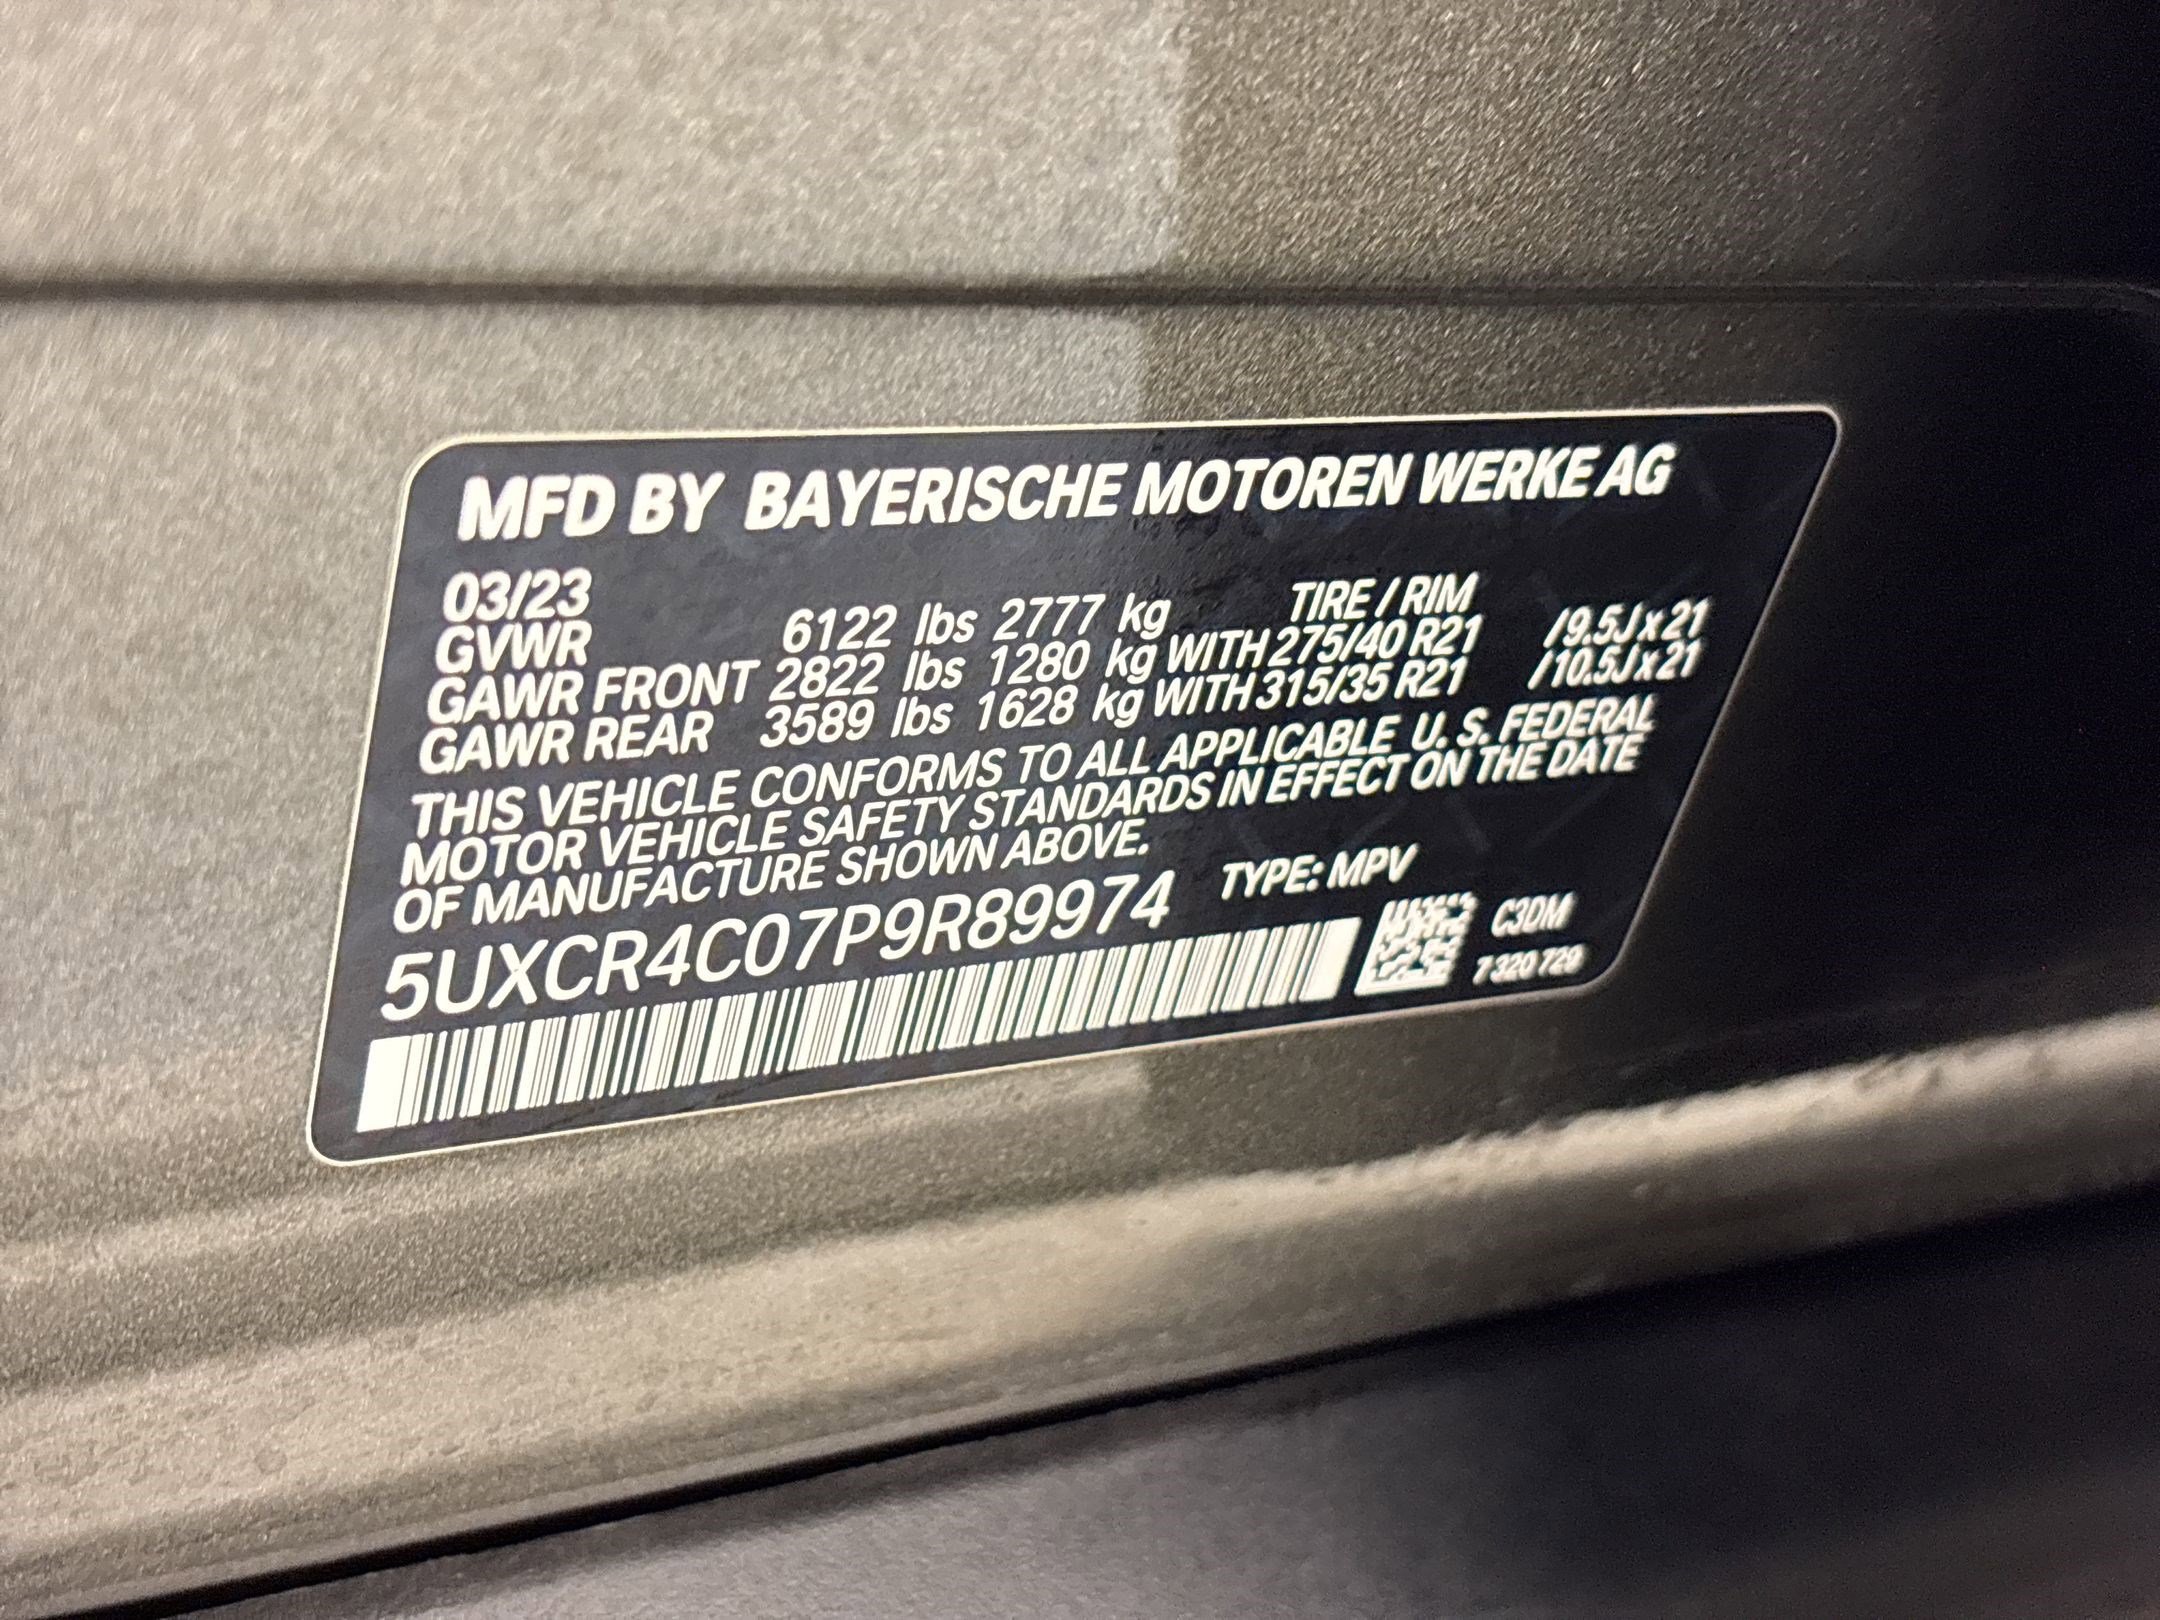 MFD BY BAYERISCHE MOTOREN WERKE AG
03/23 TIRE / RIM
GVWR 6122 lbs 2777 kg
GAWR FRONT 2822 lbs 1280 kg WITH 275/40 R21 /9.5J x 21
GAWR REAR 3589 lbs 1628 kg WITH 315/35 R21 /10.5J x 21
THIS VEHICLE CONFORMS TO ALL APPLICABLE U. S. FEDERAL
MOTOR VEHICLE SAFETY STANDARDS IN EFFECT ON THE DATE
OF MANUFACTURE SHOWN ABOVE.
5UXCR4C07P9R89974 TYPE: MPV
C3DM
7 320 729